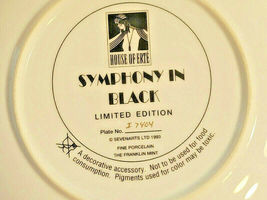 HOUSE OF ERTÉ
SYMPHONY IN
BLACK
LIMITED EDITION
Plate No. I7404
© SEVENARTS LTD 1990
FINE PORCELAIN
THE FRANKLIN MINT
A decorative accessory. Not to be used for food
consumption. Pigments used for color may be toxic.